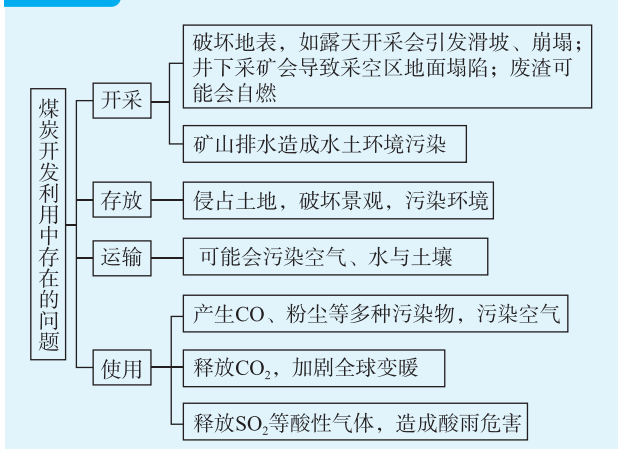 煤炭开发利用中存在的问题
开采
破坏地表，如露天开采会引发滑坡、崩塌；
井下采矿会导致采空区地面塌陷；废渣可
能会自燃
矿山排水造成水土环境污染
存放
侵占土地，破坏景观，污染环境
运输
可能会污染空气、水与土壤
使用
产生CO、粉尘等多种污染物，污染空气
释放CO₂，加剧全球变暖
释放SO₂等酸性气体，造成酸雨危害